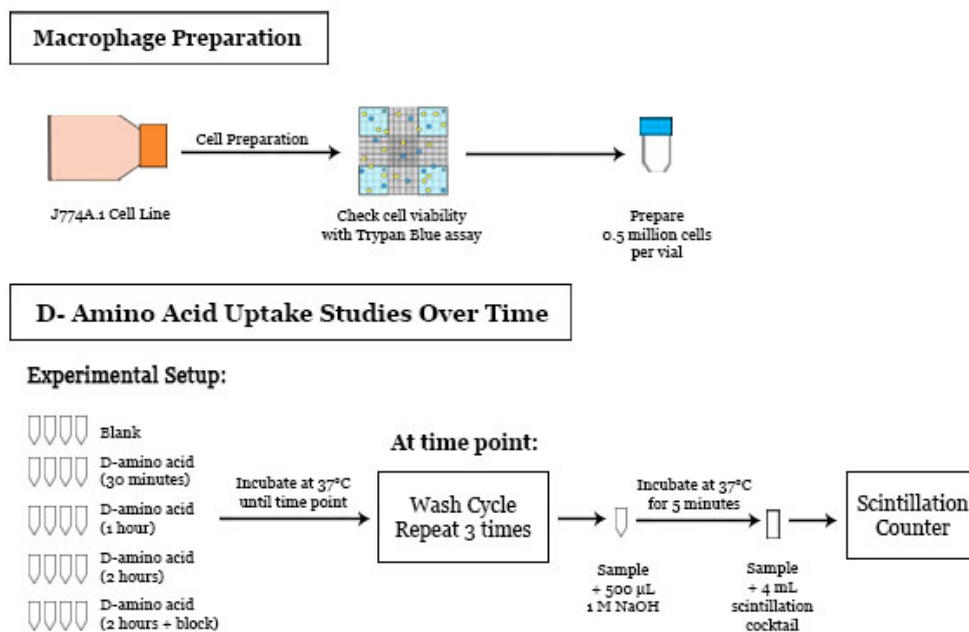 Macrophage Preparation
Cell Preparation
J774A.1 Cell Line
Check cell viability
with Trypan Blue assay
Prepare
0.5 million cells
per vial
D- Amino Acid Uptake Studies Over Time
Experimental Setup:
Blank
D-amino acid
(30 minutes)
D-amino acid
(1 hour)
D-amino acid
(2 hours)
D-amino acid
(2 hours + block)
Incubate at 37°C
until time point
At time point:
Wash Cycle
Repeat 3 times
Incubate at 37°C
for 5 minutes
Sample
+ 500 µL
1 M NaOH
Sample
+ 4 mL
scintillation
cocktail
Scintillation
Counter